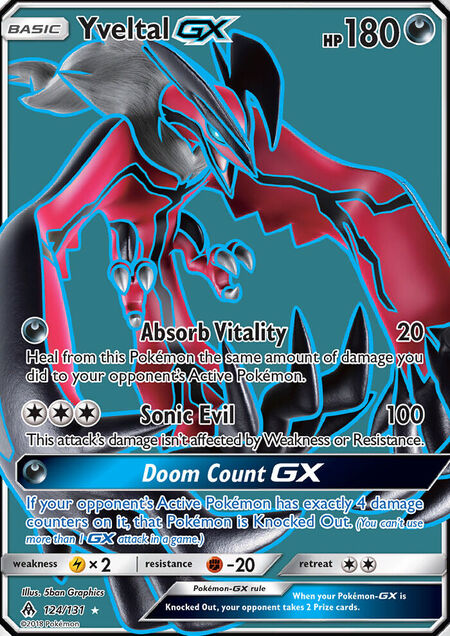 BASIC Yveltal GX HP 180
Absorb Vitality 20
Heal from this Pokémon the same amount of damage you
did to your opponent's Active Pokémon.
Sonic Evil 100
This attack's damage isn't affected by Weakness or Resistance.
Doom Count GX
If your opponent's Active Pokémon has exactly 4 damage
counters on it, that Pokémon is Knocked Out. (You can't use
more than 1 GX attack in a game.)
weakness ×2 resistance -20 retreat
Illus. 5ban Graphics
124/131
©2018 Pokémon
Pokémon-GX rule
When your Pokémon-GX is
Knocked Out, your opponent takes 2 Prize cards.